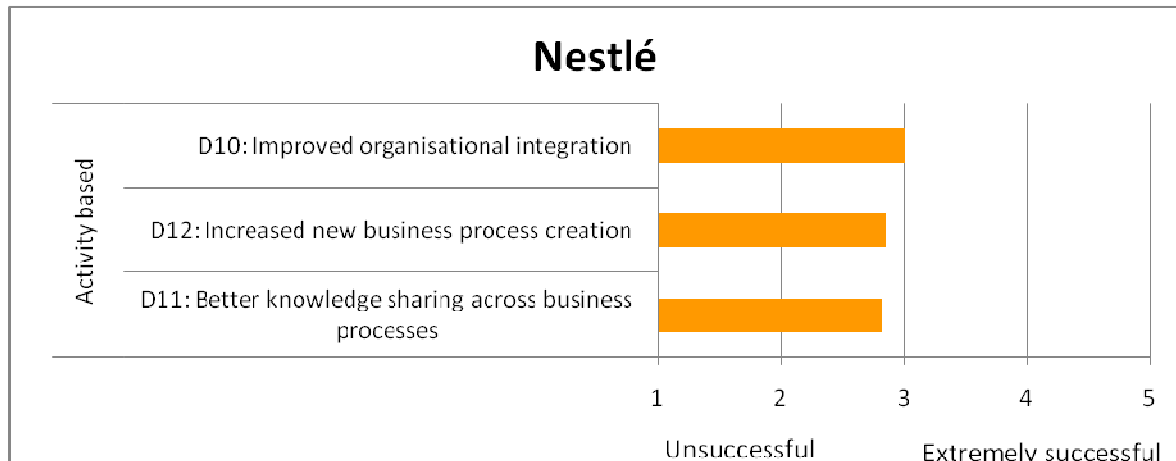 Nestlé
Activity based
D10: Improved organisational integration
D12: Increased new business process creation
D11: Better knowledge sharing across business
processes
1 2 3 4 5
Unsuccessful Extremely successful